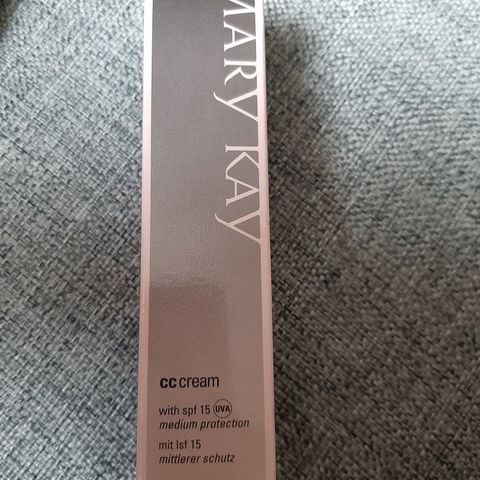 MARY KAY
cc cream
with spf 15 UVA
medium protection
mit lsf 15
mittlerer schutz